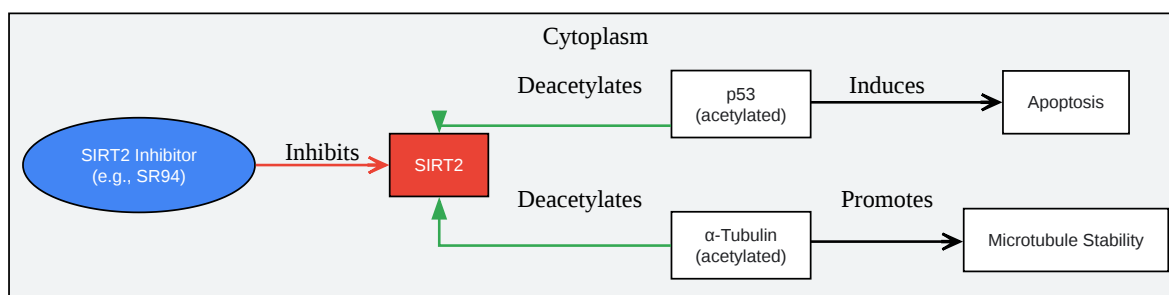 Cytoplasm
Deacetylates
p53
(acetylated)
Induces
Apoptosis
SIRT2 Inhibitor
(e.g., SR94)
Inhibits
SIRT2
Deacetylates
α-Tubulin
(acetylated)
Promotes
Microtubule Stability